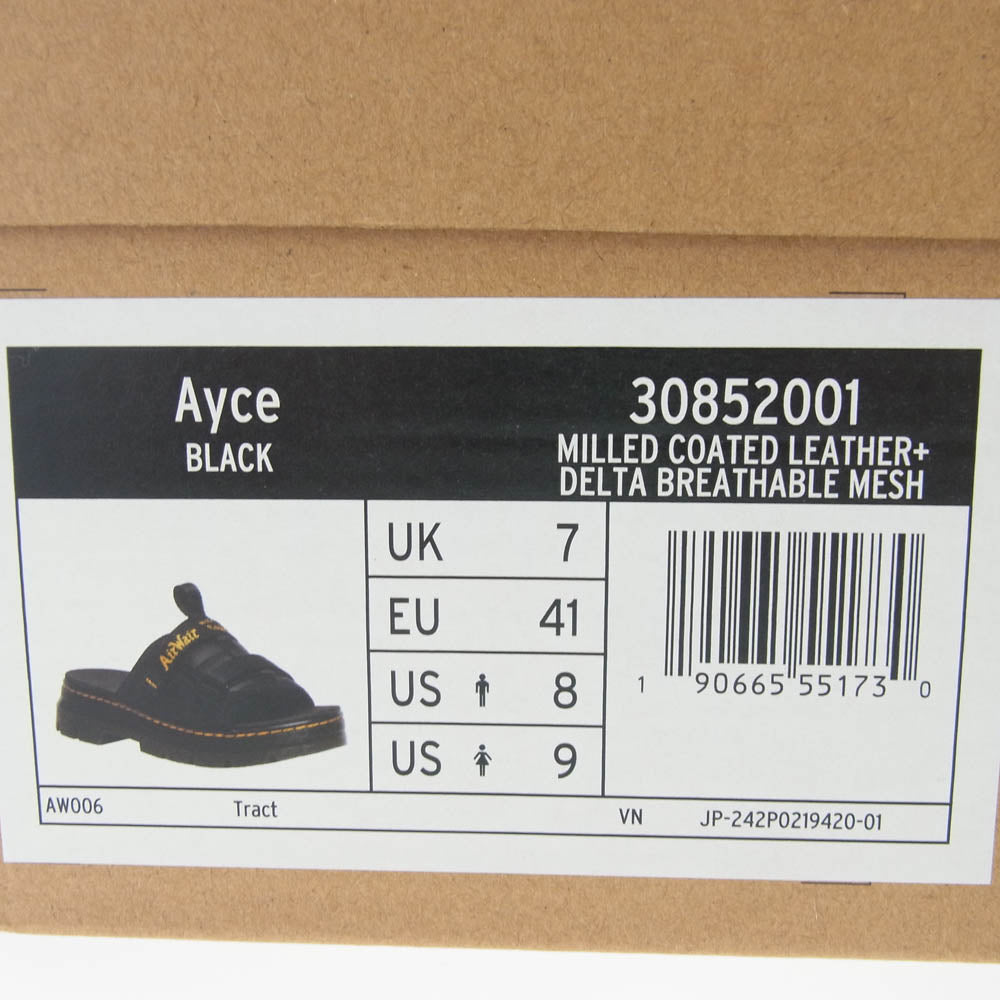 Ayce
BLACK
30852001
MILLED COATED LEATHER+
DELTA BREATHABLE MESH
AirWair
UK 7
EU 41
US 8
US 9
1 90665 55173 0
AW006 Tract VN JP-242P0219420-01